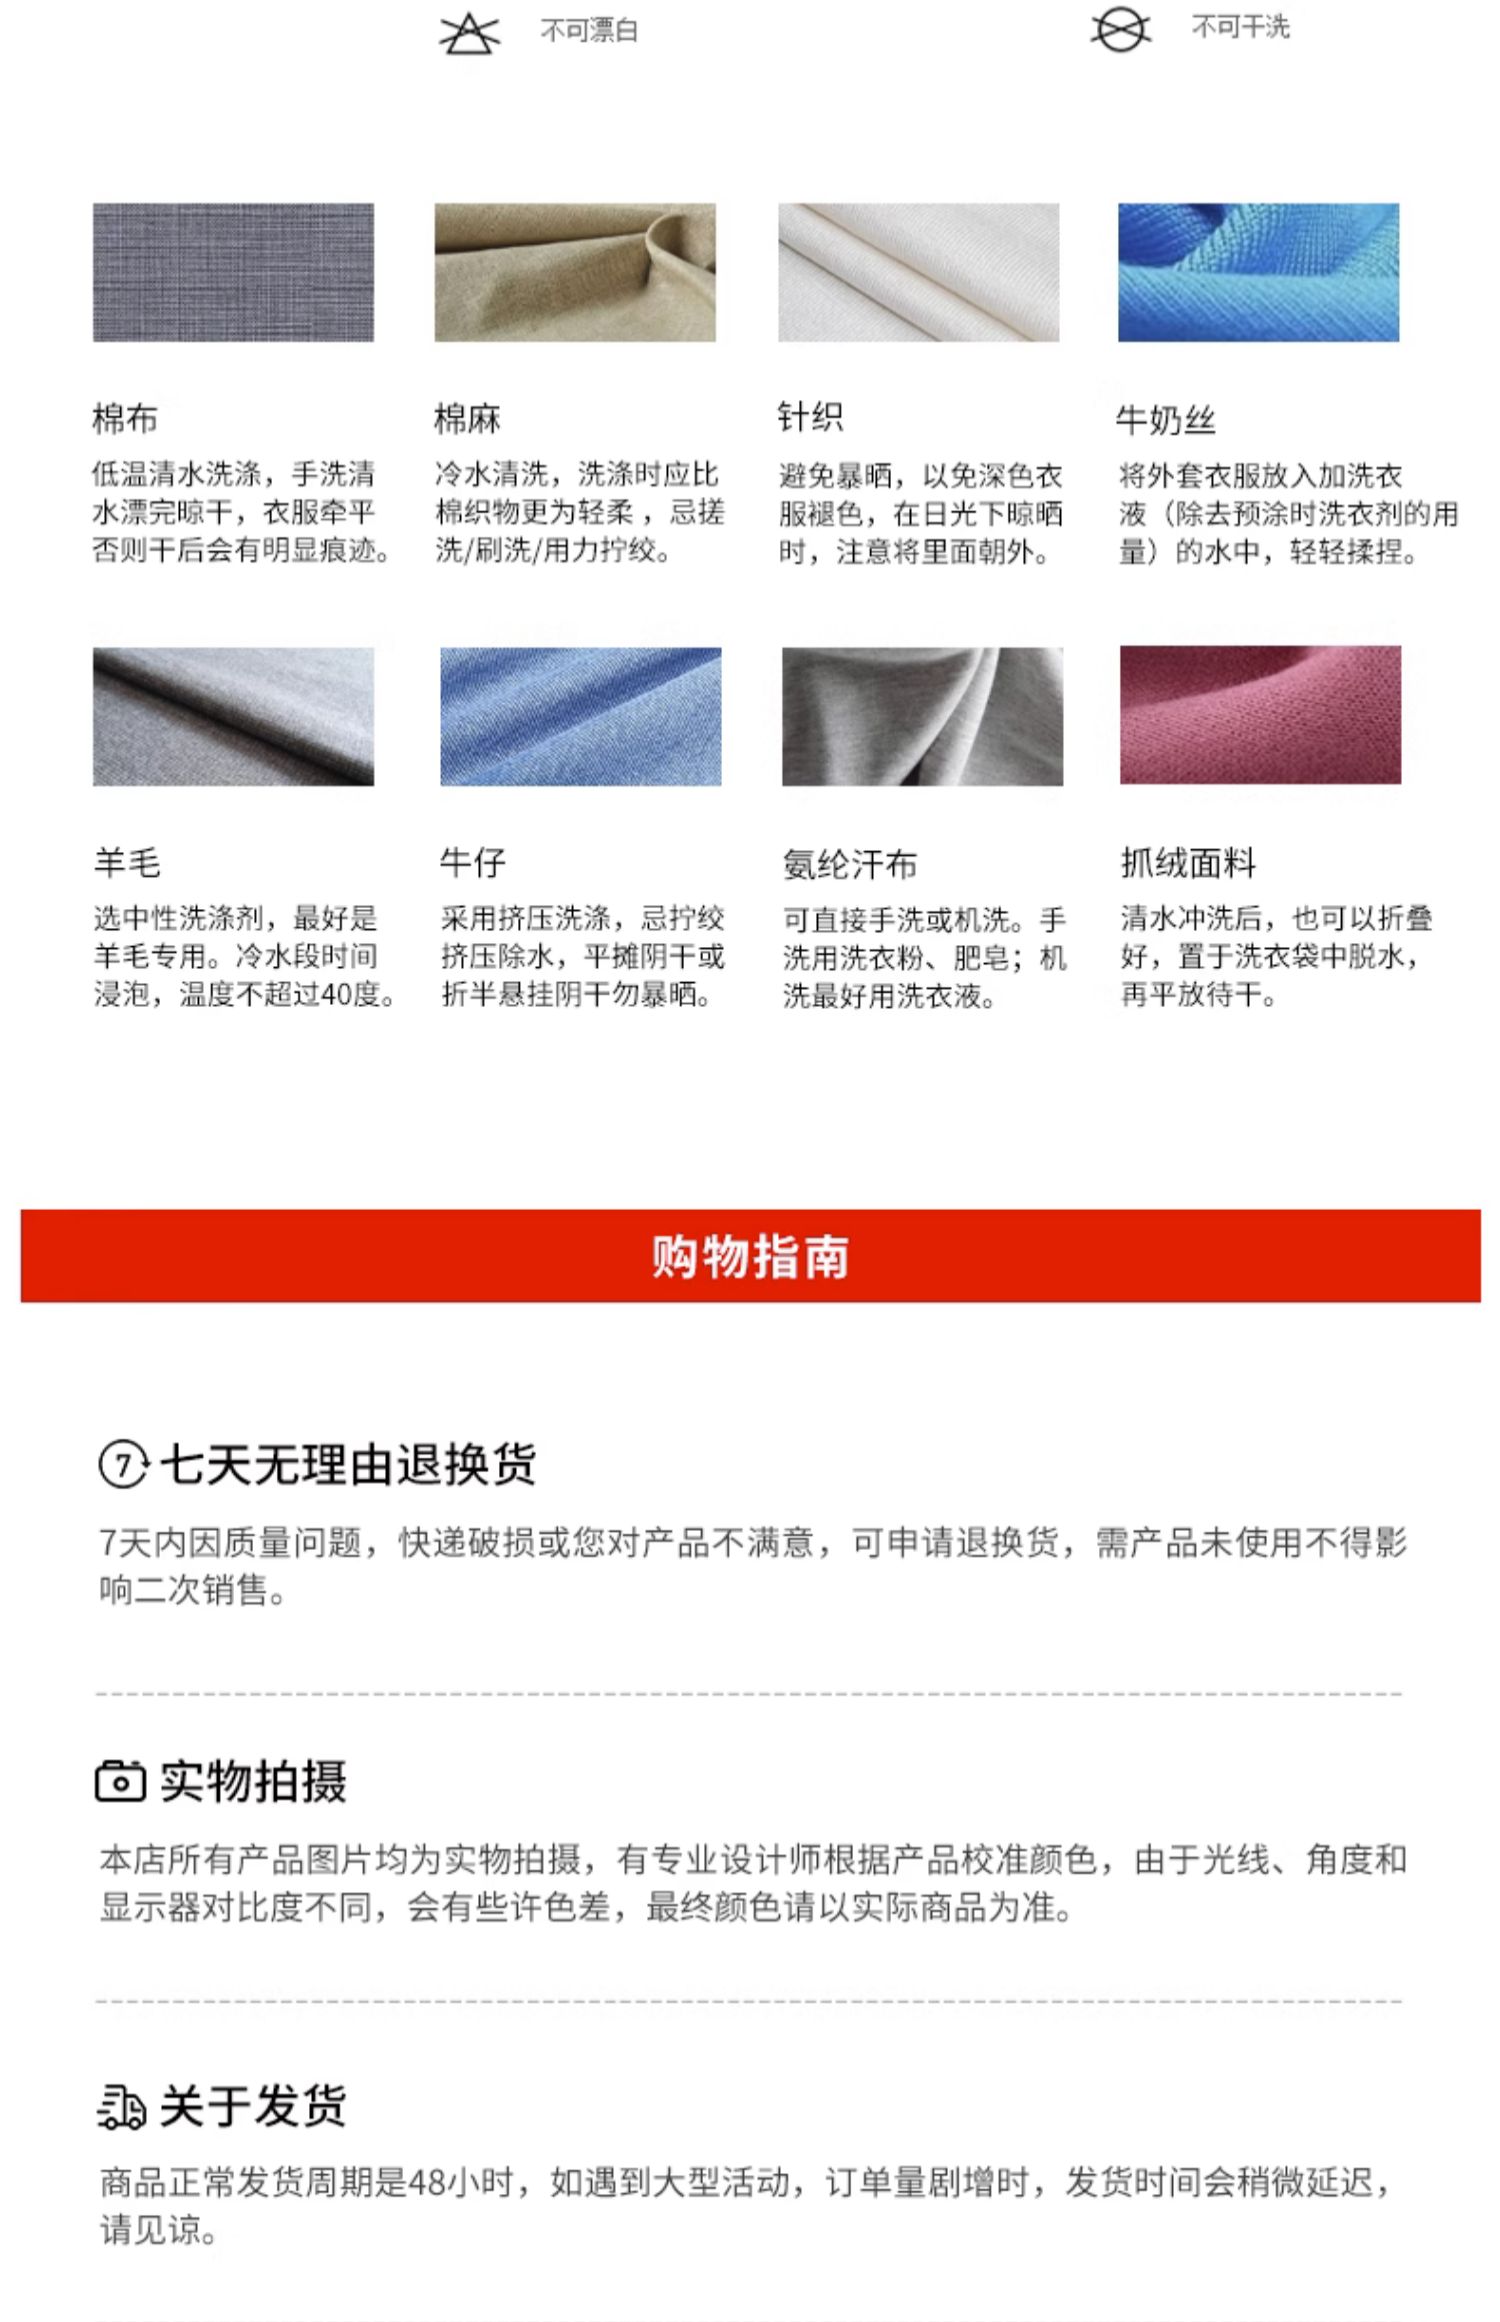 不可漂白
不可干洗
棉布
低温清水洗涤，手洗清
水漂完晾干，衣服牵平
否则干后会有明显痕迹。
棉麻
冷水清洗，洗涤时应比
棉织物更为轻柔，忌搓
洗/刷洗/用力拧绞。
针织
避免暴晒，以免深色衣
服褪色，在日光下晾晒
时，注意将里面朝外。
牛奶丝
将外套衣服放入加洗衣
液（除去预涂时洗衣剂的用
量）的水中，轻轻揉捏。
羊毛
选中性洗涤剂，最好是
羊毛专用。冷水段时间
浸泡，温度不超过40度。
牛仔
采用挤压洗涤，忌拧绞
挤压除水，平摊阴干或
折半悬挂阴干勿暴晒。
氨纶汗布
可直接手洗或机洗。手
洗用洗衣粉、肥皂；机
洗最好用洗衣液。
抓绒面料
清水冲洗后，也可以折叠
好，置于洗衣袋中脱水，
再平放待干。
购物指南
7 七天无理由退换货
7天内因质量问题，快递破损或您对产品不满意，可申请退换货，需产品未使用不得影
响二次销售。
实物拍摄
本店所有产品图片均为实物拍摄，有专业设计师根据产品校准颜色，由于光线、角度和
显示器对比度不同，会有些许色差，最终颜色请以实际商品为准。
关于发货
商品正常发货周期是48小时，如遇到大型活动，订单量剧增时，发货时间会稍微延迟，
请见谅。